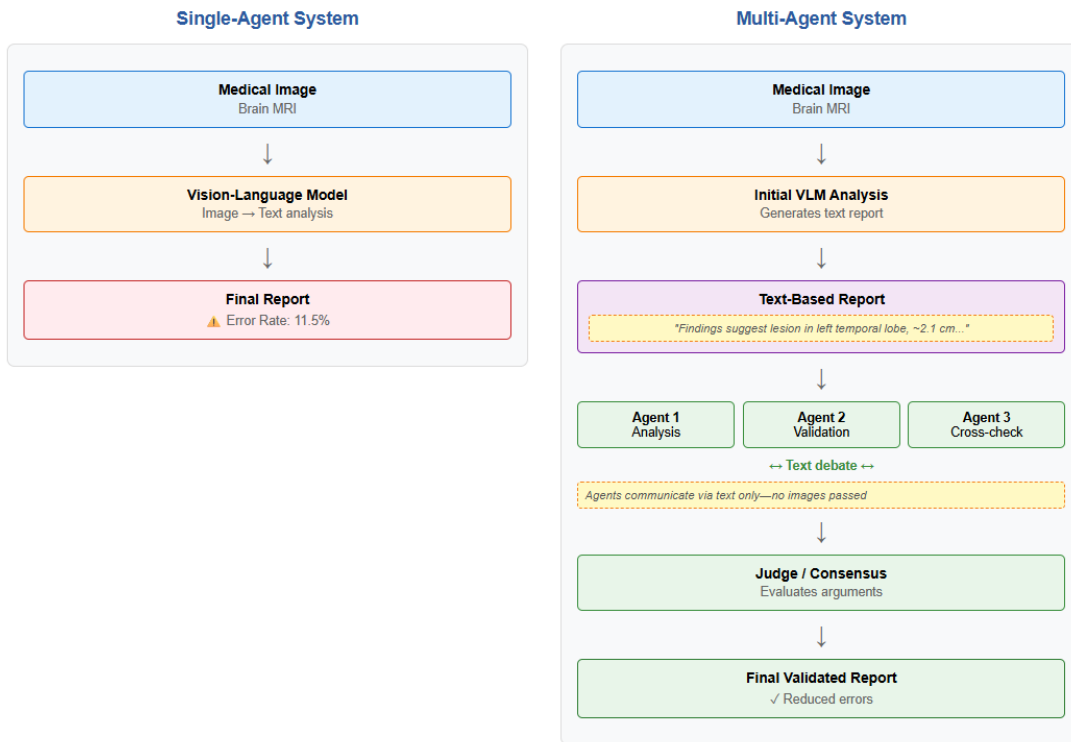 Single-Agent System
Medical Image
Brain MRI
↓
Vision-Language Model
Image → Text analysis
↓
Final Report
⚠ Error Rate: 11.5%
Multi-Agent System
Medical Image
Brain MRI
↓
Initial VLM Analysis
Generates text report
↓
Text-Based Report
"Findings suggest lesion in left temporal lobe, ~2.1 cm..."
↓
Agent 1
Analysis
Agent 2
Validation
Agent 3
Cross-check
↔ Text debate ↔
Agents communicate via text only—no images passed
↓
Judge / Consensus
Evaluates arguments
↓
Final Validated Report
✓ Reduced errors